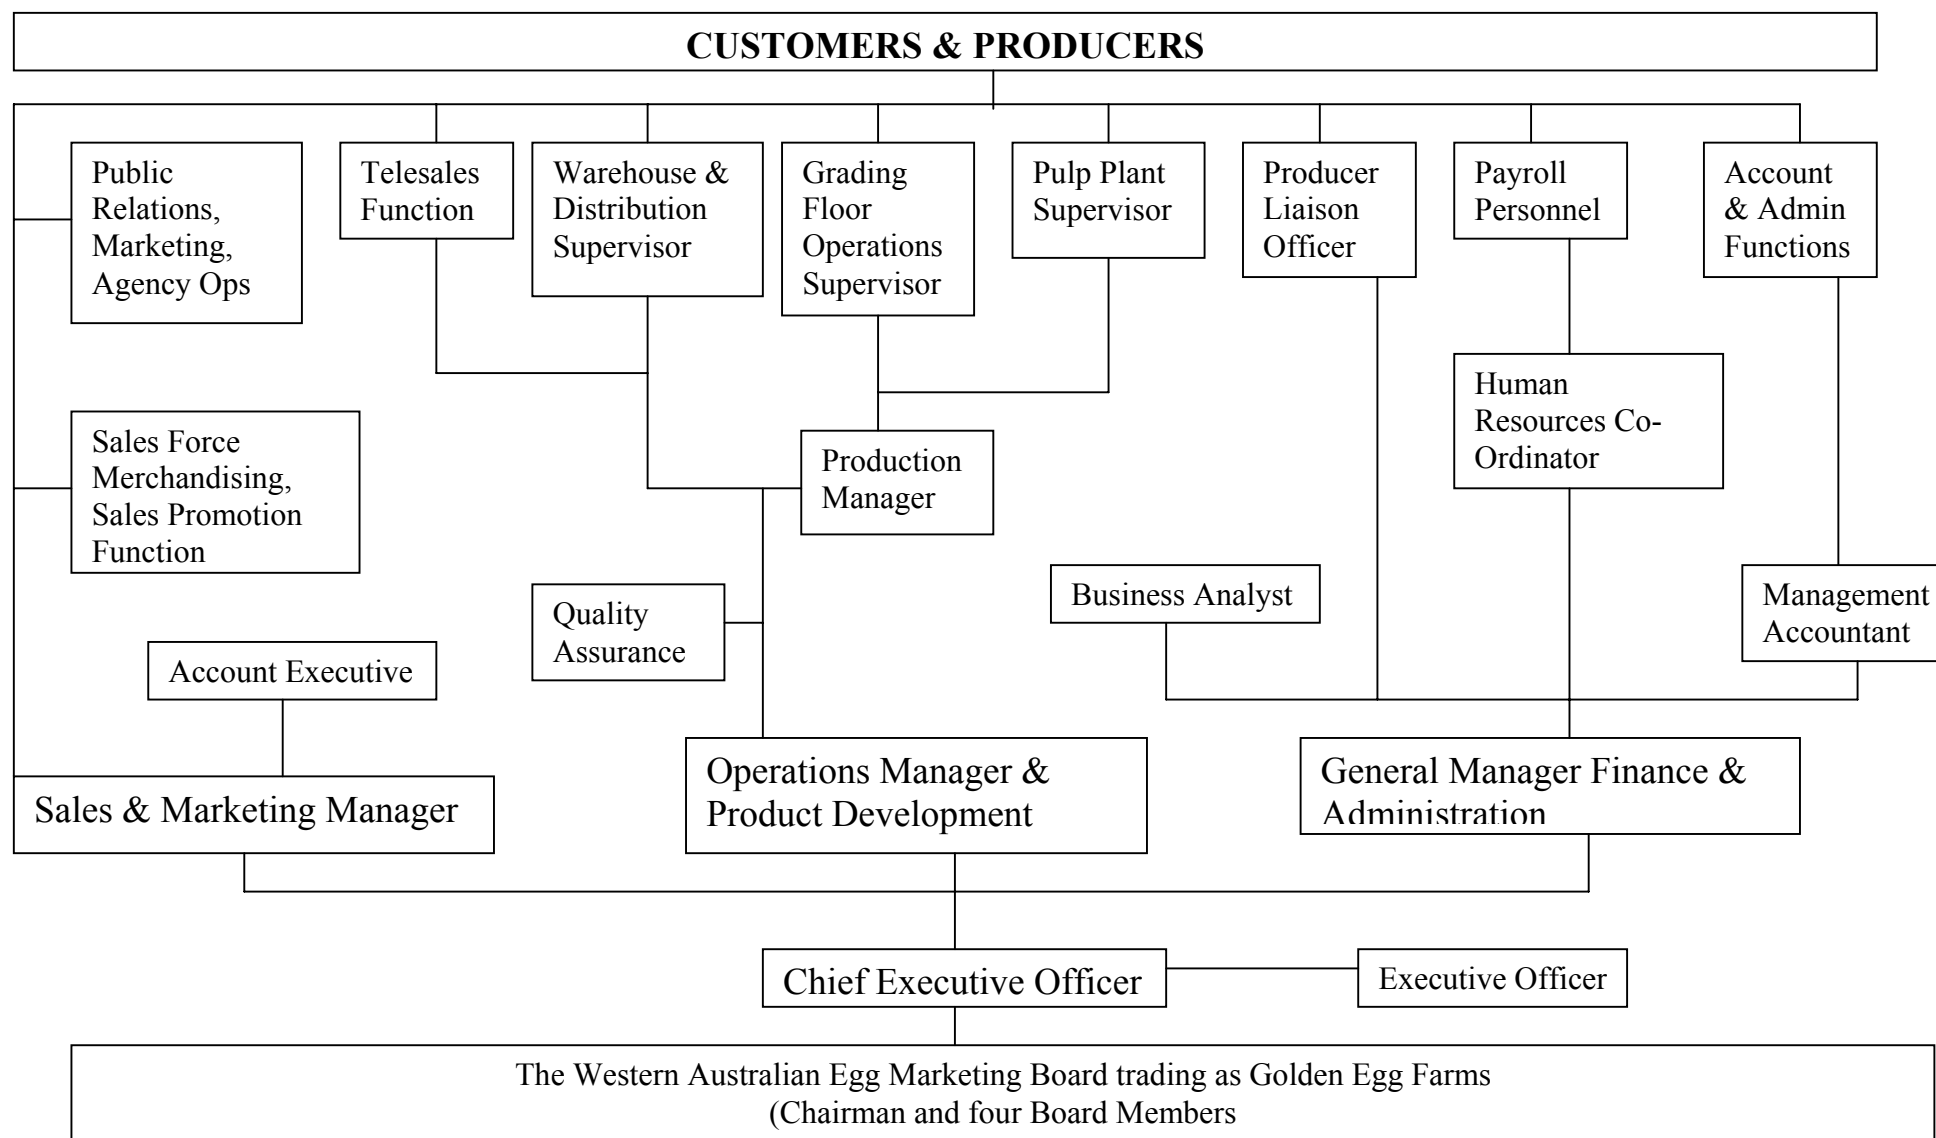 CUSTOMERS & PRODUCERS
Public
Relations,
Marketing,
Agency Ops
Telesales
Function
Warehouse &
Distribution
Supervisor
Grading
Floor
Operations
Supervisor
Pulp Plant
Supervisor
Producer
Liaison
Officer
Payroll
Personnel
Account
& Admin
Functions
Human
Resources Co-
Ordinator
Sales Force
Merchandising,
Sales Promotion
Function
Production
Manager
Quality
Assurance
Business Analyst
Management
Accountant
Account Executive
Sales & Marketing Manager
Operations Manager &
Product Development
General Manager Finance &
Administration
Chief Executive Officer
Executive Officer
The Western Australian Egg Marketing Board trading as Golden Egg Farms
(Chairman and four Board Members